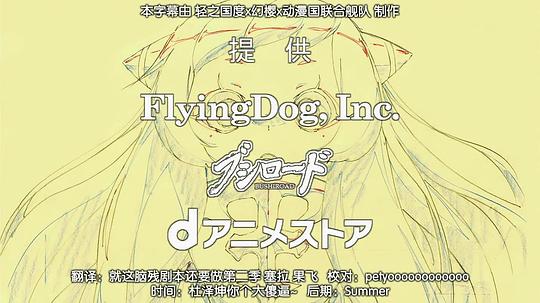 本字幕由 轻之国度x幻樱x动漫国联合舰队 制作
提 供
FlyingDog, Inc.
ブシロード
BUSHIROAD
dアニメストア
翻译：就这脑残剧本还要做第二季 塞拉 果飞 校对：peiyoooooooooooo
时间：杜泽坤你个大傻逼~ 后期：Summer